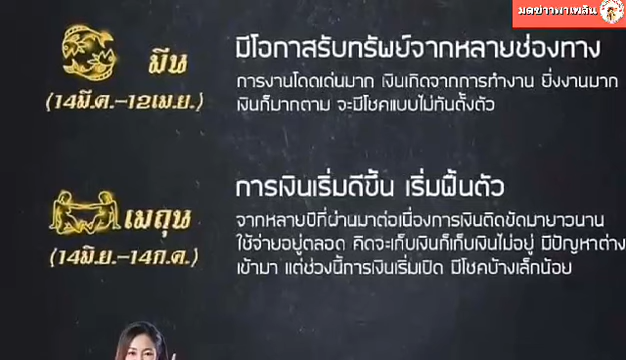 มดข่าวพาเพลิน
มีน
(14มี.ค.-12เม.ย.)
มีโอกาสรับทรัพย์จากหลายช่องทาง
การงานโดดเด่นมาก เงินเกิดจากการทำงาน ยิ่งงานมาก
เงินก็มากตาม จะมีโชคแบบไม่ทันตั้งตัว
เมถุน
(14มิ.ย.-14ก.ค.)
การเงินเริ่มดีขึ้น เริ่มฟื้นตัว
จากหลายปีที่ผ่านมาต่อเนื่องการเงินติดขัดมายาวนาน
ใช้จ่ายอยู่ตลอด คิดจะเก็บเงินก็เก็บเงินไม่อยู่ มีปัญหาต่าง
เข้ามา แต่ช่วงนี้การเงินเริ่มเปิด มีโชคบ้างเล็กน้อย